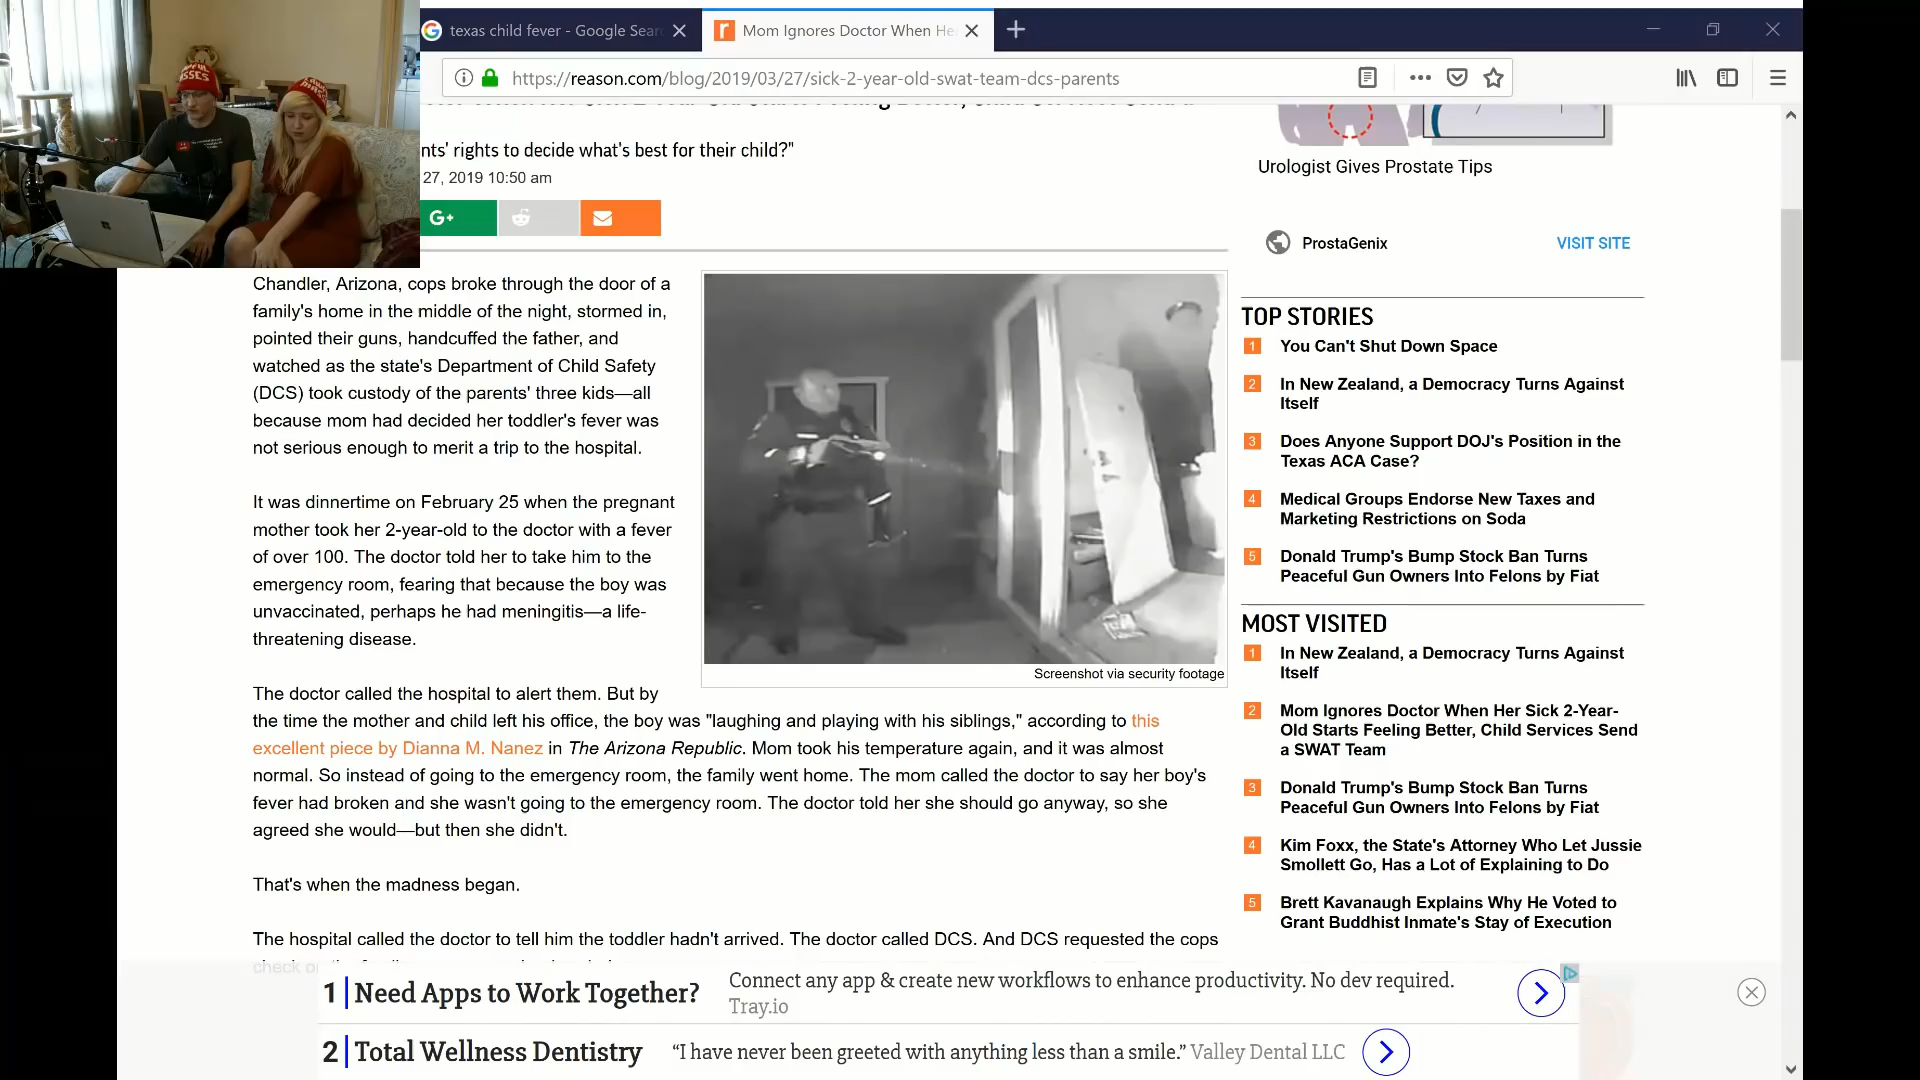 texas child fever - Google Sear
Mom Ignores Doctor When He
https://reason.com/blog/2019/03/27/sick-2-year-old-swat-team-dcs-parents
nts' rights to decide what's best for their child?"
27, 2019 10:50 am
G+
Chandler, Arizona, cops broke through the door of a
family's home in the middle of the night, stormed in,
pointed their guns, handcuffed the father, and
watched as the state's Department of Child Safety
(DCS) took custody of the parents' three kids—all
because mom had decided her toddler's fever was
not serious enough to merit a trip to the hospital.
It was dinnertime on February 25 when the pregnant
mother took her 2-year-old to the doctor with a fever
of over 100. The doctor told her to take him to the
emergency room, fearing that because the boy was
unvaccinated, perhaps he had meningitis—a life-
threatening disease.
Screenshot via security footage
The doctor called the hospital to alert them. But by
the time the mother and child left his office, the boy was "laughing and playing with his siblings," according to this
excellent piece by Dianna M. Nanez in The Arizona Republic. Mom took his temperature again, and it was almost
normal. So instead of going to the emergency room, the family went home. The mom called the doctor to say her boy's
fever had broken and she wasn't going to the emergency room. The doctor told her she should go anyway, so she
agreed she would—but then she didn't.
That's when the madness began.
The hospital called the doctor to tell him the toddler hadn't arrived. The doctor called DCS. And DCS requested the cops
Urologist Gives Prostate Tips
ProstaGenix
VISIT SITE
TOP STORIES
1 You Can't Shut Down Space
2 In New Zealand, a Democracy Turns Against
Itself
3 Does Anyone Support DOJ's Position in the
Texas ACA Case?
4 Medical Groups Endorse New Taxes and
Marketing Restrictions on Soda
5 Donald Trump's Bump Stock Ban Turns
Peaceful Gun Owners Into Felons by Fiat
MOST VISITED
1 In New Zealand, a Democracy Turns Against
Itself
2 Mom Ignores Doctor When Her Sick 2-Year-
Old Starts Feeling Better, Child Services Send
a SWAT Team
3 Donald Trump's Bump Stock Ban Turns
Peaceful Gun Owners Into Felons by Fiat
4 Kim Foxx, the State's Attorney Who Let Jussie
Smollett Go, Has a Lot of Explaining to Do
5 Brett Kavanaugh Explains Why He Voted to
Grant Buddhist Inmate's Stay of Execution
1 Need Apps to Work Together?
Connect any app & create new workflows to enhance productivity. No dev required.
Tray.io
2 Total Wellness Dentistry
“I have never been greeted with anything less than a smile.” Valley Dental LLC